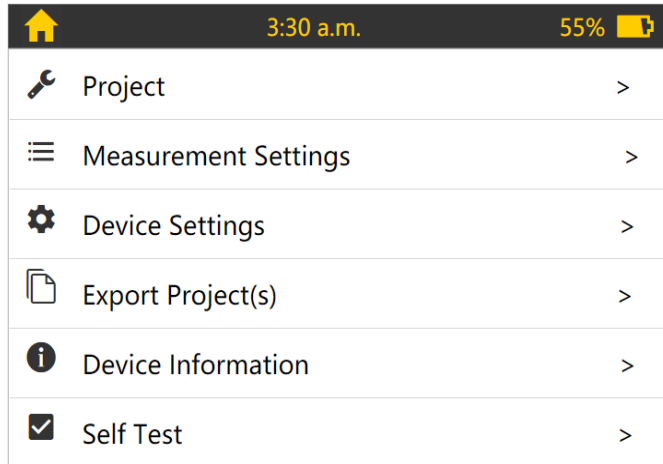 3:30 a.m. 55%
Project >
Measurement Settings >
Device Settings >
Export Project(s) >
Device Information >
Self Test >